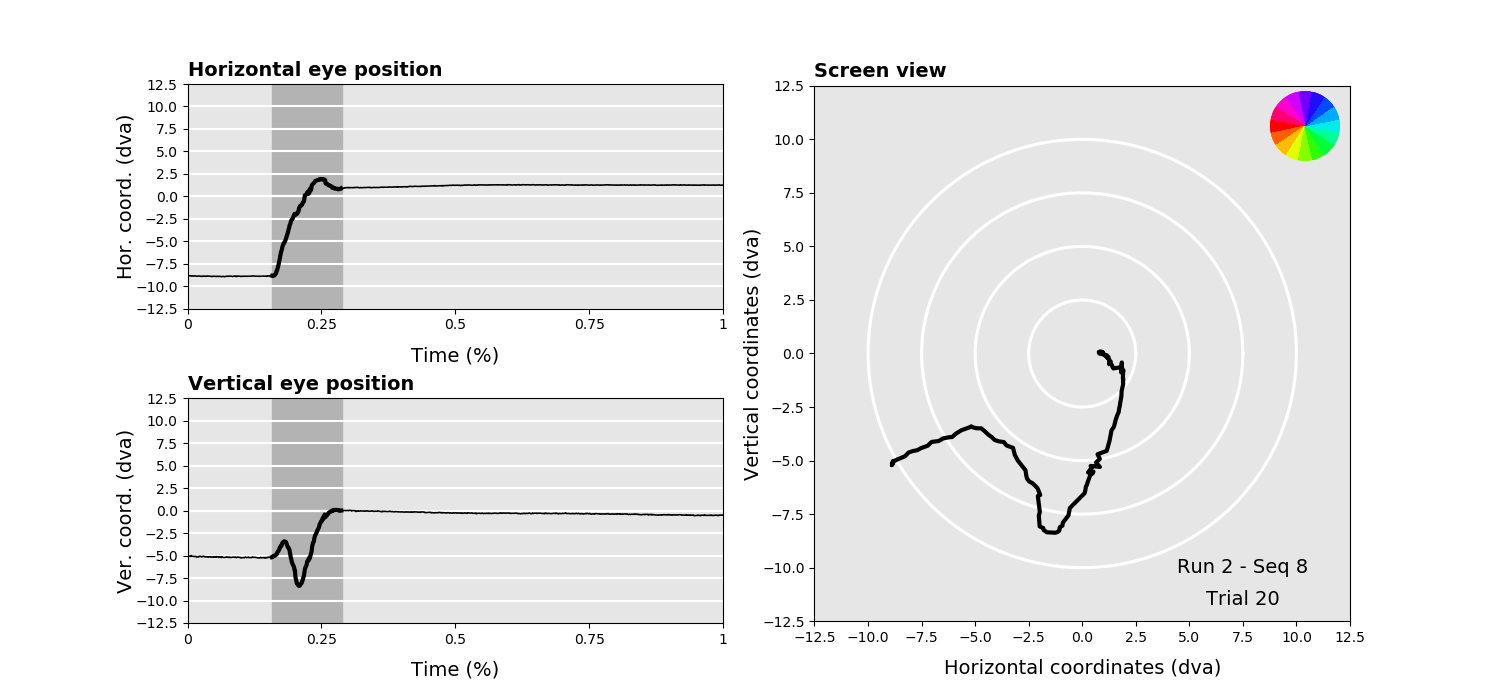 Horizontal eye position
Hor. coord. (dva)
12.5
10.0
7.5
5.0
2.5
0.0
−2.5
−5.0
−7.5
−10.0
−12.5
0 0.25 0.5 0.75 1
Time (%)
Vertical eye position
Ver. coord. (dva)
12.5
10.0
7.5
5.0
2.5
0.0
−2.5
−5.0
−7.5
−10.0
−12.5
0 0.25 0.5 0.75 1
Time (%)
Screen view
Vertical coordinates (dva)
12.5
10.0
7.5
5.0
2.5
0.0
−2.5
−5.0
−7.5
−10.0
−12.5
Run 2 - Seq 8
Trial 20
−12.5 −10.0 −7.5 −5.0 −2.5 0.0 2.5 5.0 7.5 10.0 12.5
Horizontal coordinates (dva)